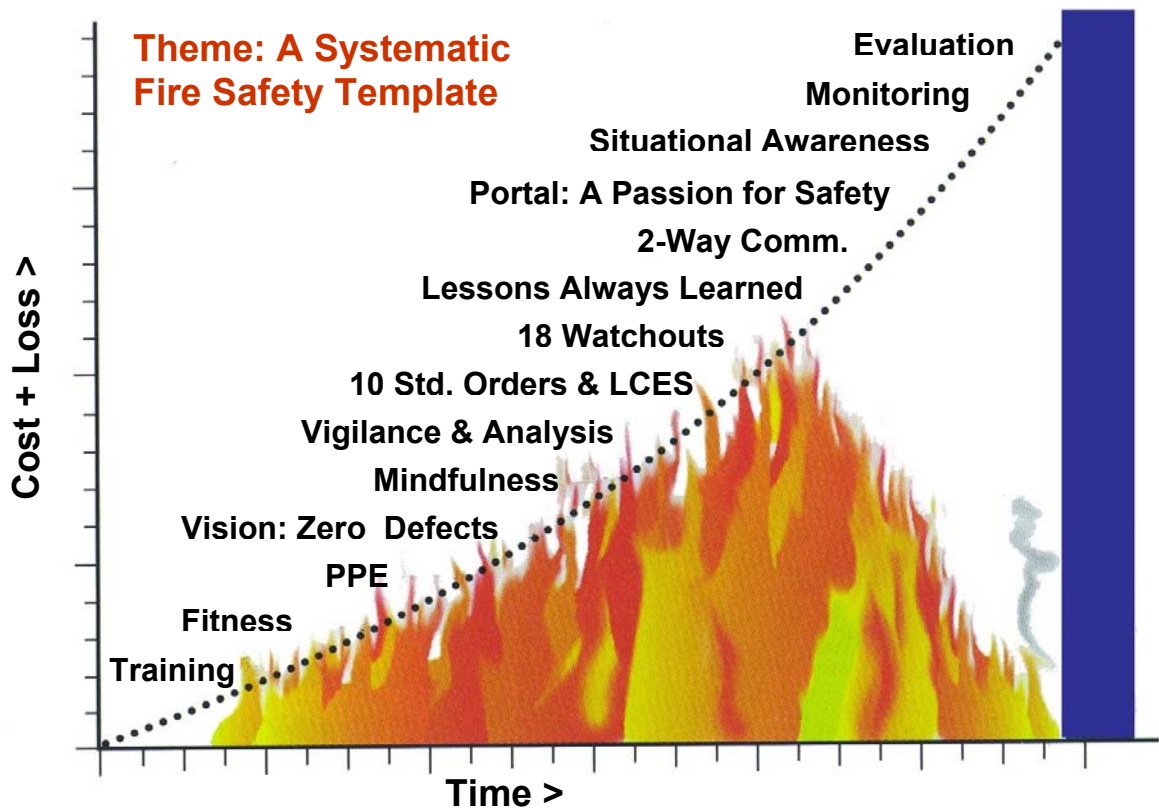 Theme: A Systematic
Fire Safety Template
Evaluation
Monitoring
Situational Awareness
Portal: A Passion for Safety
2-Way Comm.
Lessons Always Learned
18 Watchouts
10 Std. Orders & LCES
Vigilance & Analysis
Mindfulness
Vision: Zero Defects
PPE
Fitness
Training
Cost + Loss >
Time >